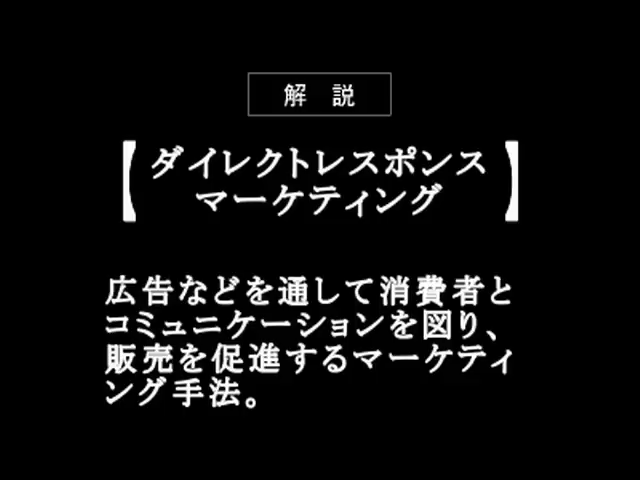 解　説
【ダイレクトレスポンス
マーケティング】
広告などを通して消費者と
コミュニケーションを図り、
販売を促進するマーケティ
ング手法。